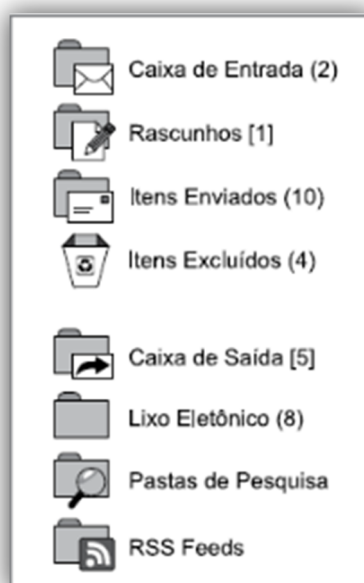 Caixa de Entrada (2)
Rascunhos [1]
Itens Enviados (10)
Itens Excluídos (4)
Caixa de Saída [5]
Lixo Eletônico (8)
Pastas de Pesquisa
RSS Feeds